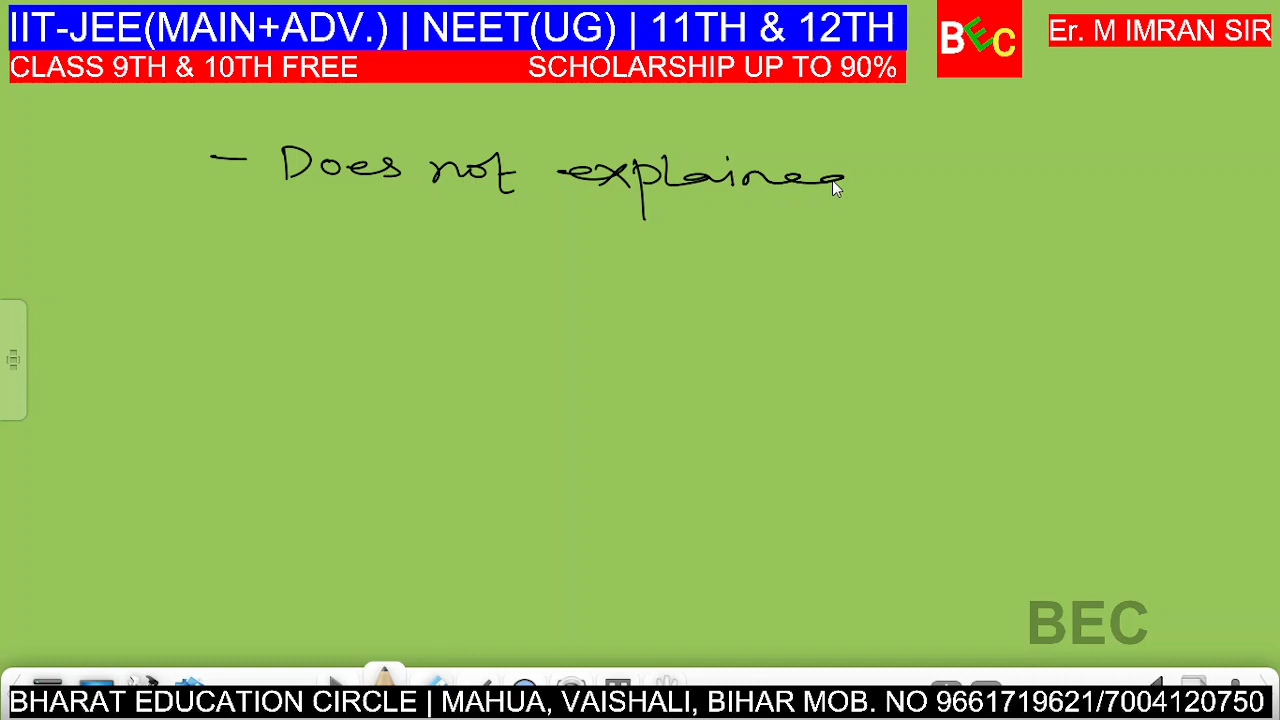 IIT-JEE(MAIN+ADV.) | NEET(UG) | 11TH & 12TH
CLASS 9TH & 10TH FREE SCHOLARSHIP UP TO 90%
BEC
Er. M IMRAN SIR
- Does not explained
BEC
BHARAT EDUCATION CIRCLE | MAHUA, VAISHALI, BIHAR MOB. NO 9661719621/7004120750